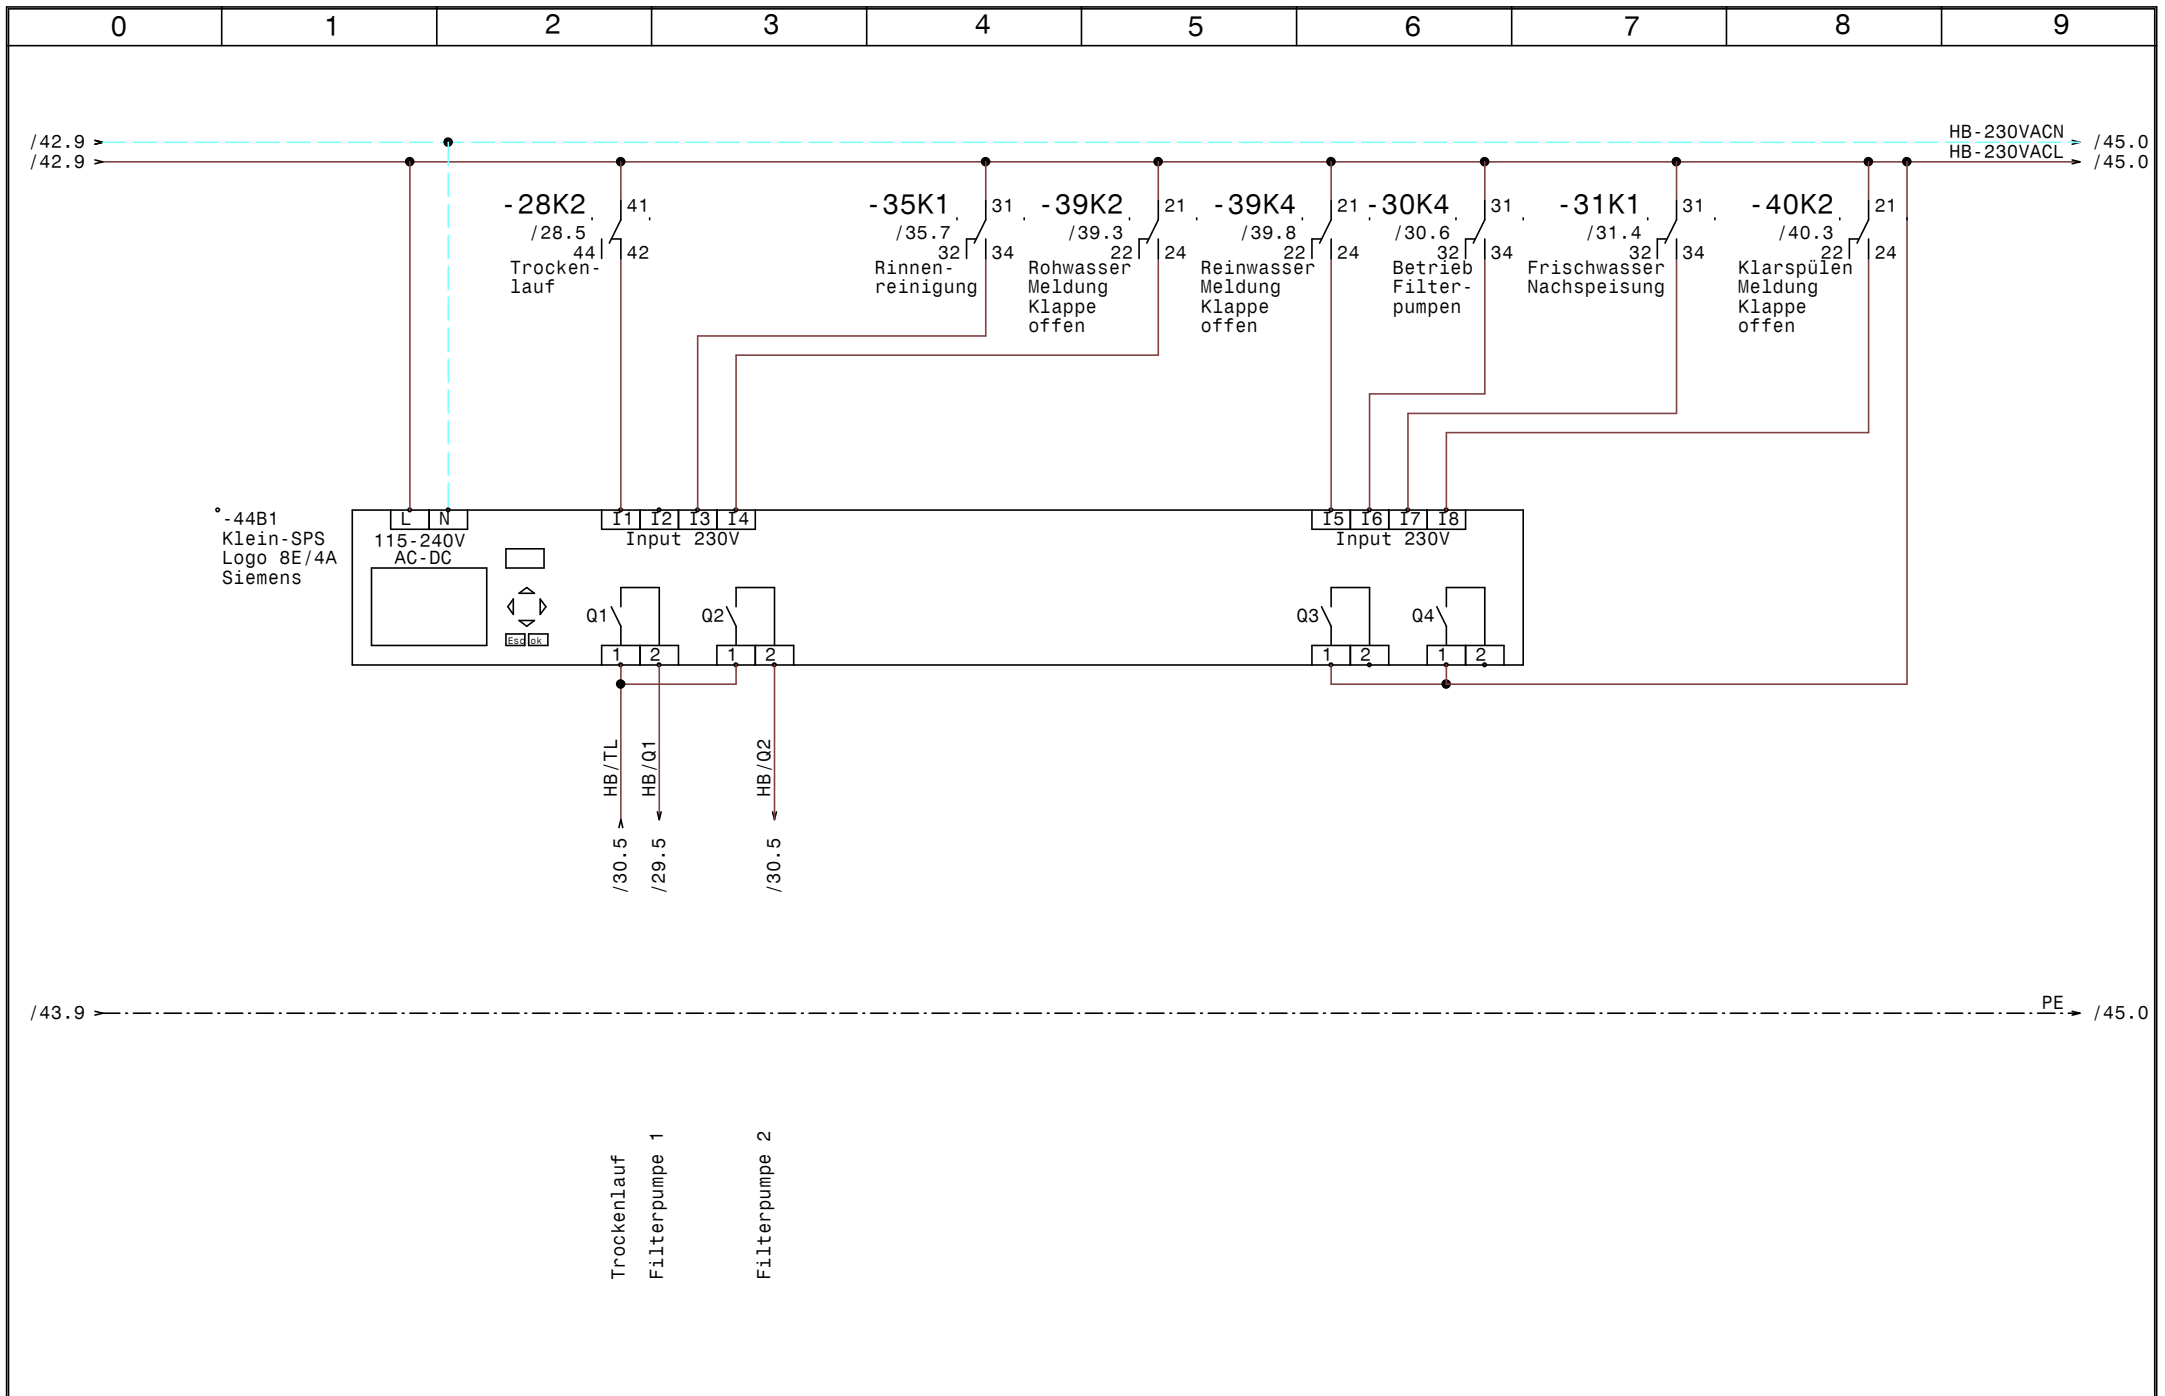 0 1 2 3 4 5 6 7 8 9
/42.9 HB-230VACN /45.0
/42.9 HB-230VACL /45.0
-28K2 41
/28.5
44 42
Trocken-
lauf
-35K1 31
/35.7
32 34
Rinnen-
reinigung
-39K2 21
/39.3
22 24
Rohwasser
Meldung
Klappe
offen
-39K4 21
/39.8
22 24
Reinwasser
Meldung
Klappe
offen
-30K4 31
/30.6
32 34
Betrieb
Filter-
pumpen
-31K1 31
/31.4
32 34
Frischwasser
Nachspeisung
-40K2 21
/40.3
22 24
Klarspülen
Meldung
Klappe
offen
-44B1
Klein-SPS
Logo 8E/4A
Siemens
L N
115-240V
AC-DC
Esc ok
I1 I2 I3 I4
Input 230V
I5 I6 I7 I8
Input 230V
Q1 Q2 Q3 Q4
1 2 1 2 1 2 1 2
HB/TL
HB/Q1
HB/Q2
/30.5
/29.5
/30.5
/43.9 PE /45.0
Trockenlauf
Filterpumpe 1
Filterpumpe 2